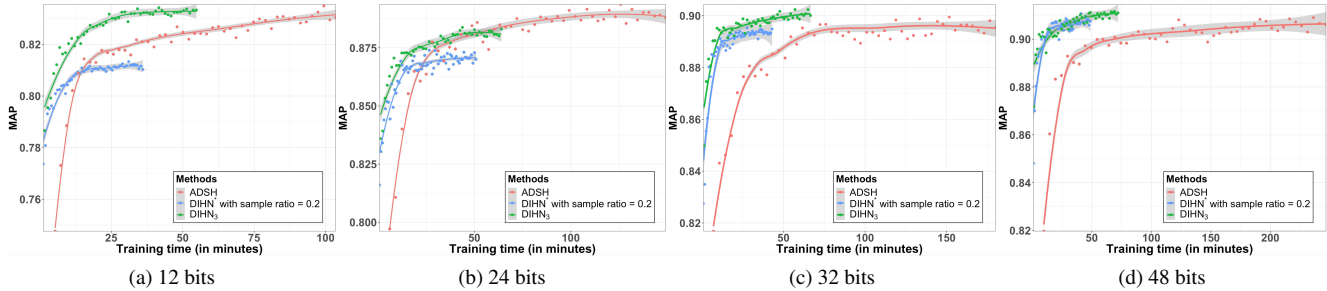 MAP
0.82
0.80
0.78
0.76
Methods
ADSH
DIHN* with sample ratio = 0.2
DIHN₃
25
50
75
100
Training time (in minutes)
(a) 12 bits
MAP
0.875
0.850
0.825
0.800
Methods
ADSH
DIHN* with sample ratio = 0.2
DIHN₃
50
100
Training time (in minutes)
(b) 24 bits
MAP
0.90
0.88
0.86
0.84
0.82
Methods
ADSH
DIHN* with sample ratio = 0.2
DIHN₃
50
100
150
Training time (in minutes)
(c) 32 bits
MAP
0.90
0.88
0.86
0.84
0.82
Methods
ADSH
DIHN* with sample ratio = 0.2
DIHN₃
50
100
150
200
Training time (in minutes)
(d) 48 bits